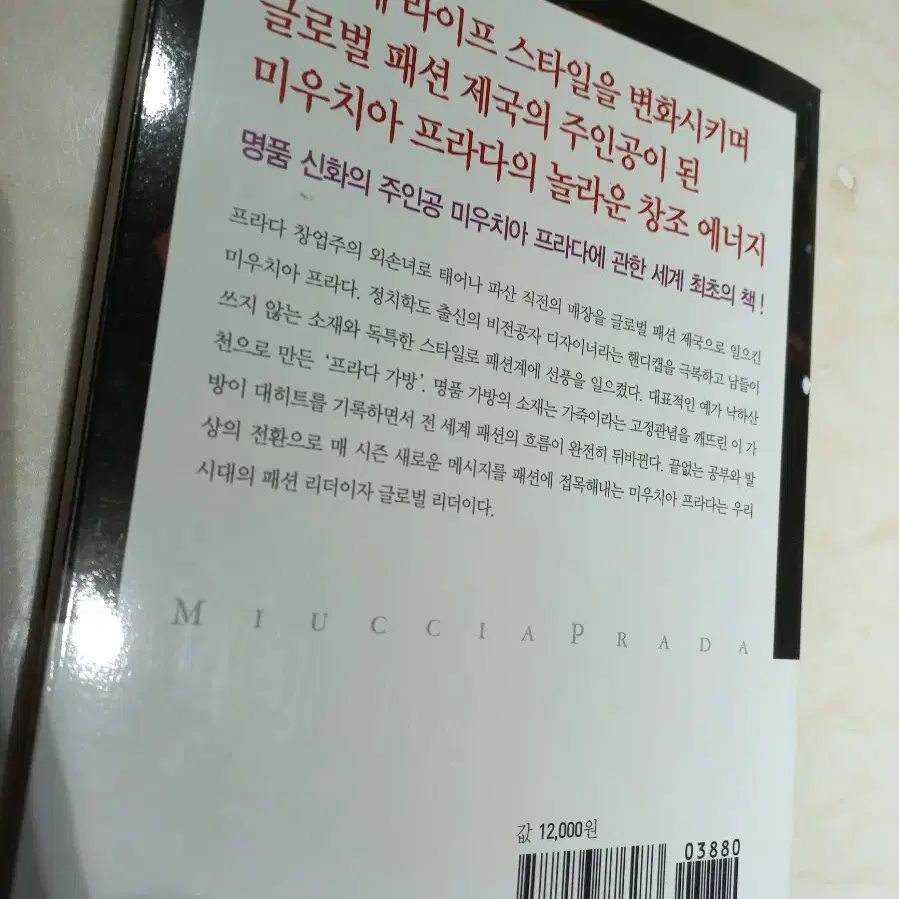 라이프 스타일을 변화시키며
글로벌 패션 제국의 주인공이 된
미우치아 프라다의 놀라운 창조 에너지
명품 신화의 주인공 미우치아 프라다에 관한 세계 최초의 책!
프라다 창업주의 외손녀로 태어나 파산 직전의 매장을 글로벌 패션 제국으로 일으킨
미우치아 프라다. 정치학도 출신의 비전공자 디자이너라는 핸디캡을 극복하고 남들이
쓰지 않는 소재와 독특한 스타일로 패션계에 선풍을 일으켰다. 대표적인 예가 낙하산
천으로 만든 ‘프라다 가방’. 명품 가방의 소재는 가죽이라는 고정관념을 깨뜨린 이 가
방이 대히트를 기록하면서 전 세계 패션의 흐름이 완전히 뒤바뀐다. 끝없는 공부와 발
상의 전환으로 매 시즌 새로운 메시지를 패션에 접목해내는 미우치아 프라다는 우리
시대의 패션 리더이자 글로벌 리더이다.
MIUCCIA PRADA
값 12,000원
03880